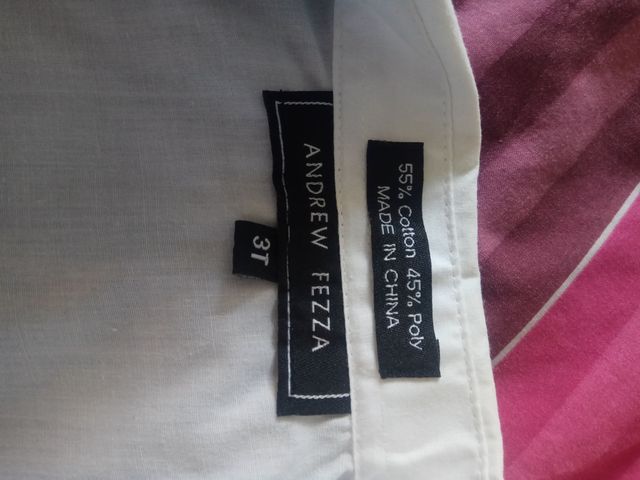 ANDREW FEZZA
3T
55% Cotton 45% Poly
MADE IN CHINA